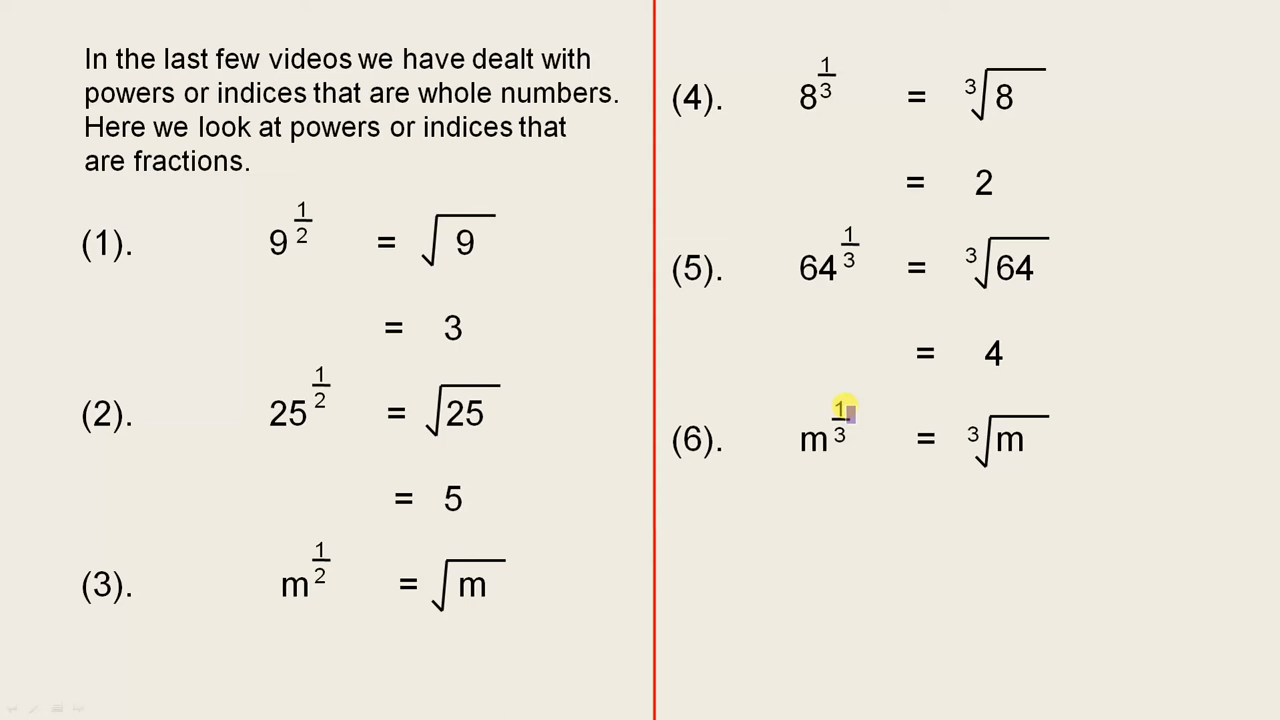 In the last few videos we have dealt with
powers or indices that are whole numbers.
Here we look at powers or indices that
are fractions.
(1). 9^(1/2) = √9
= 3
(2). 25^(1/2) = √25
= 5
(3). m^(1/2) = √m
(4). 8^(1/3) = ³√8
= 2
(5). 64^(1/3) = ³√64
= 4
(6). m^(1/3) = ³√m